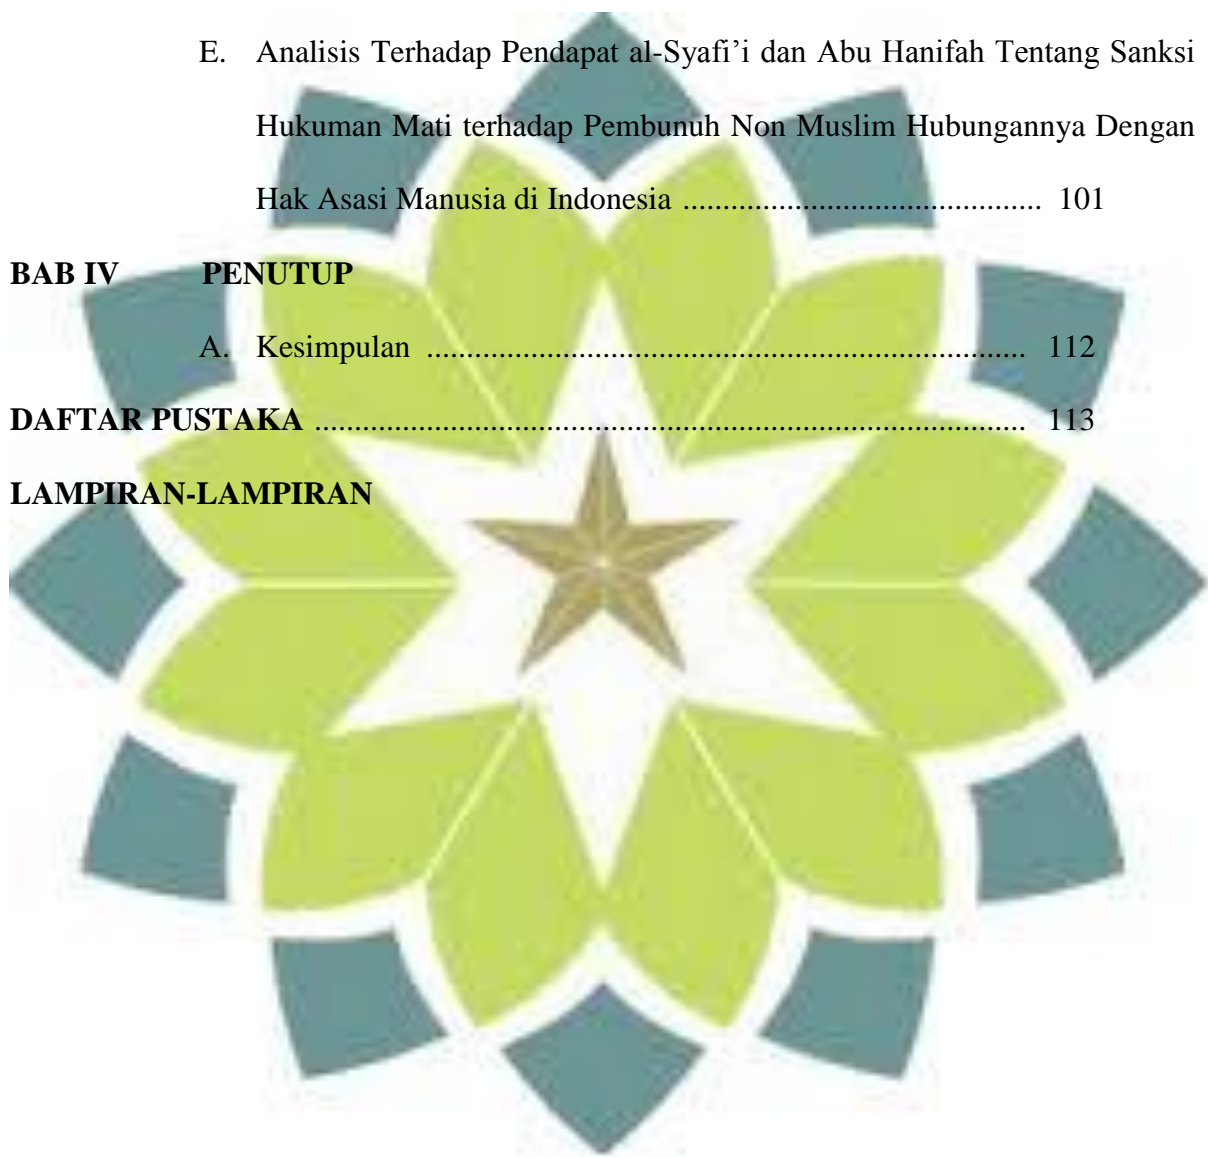 E. Analisis Terhadap Pendapat al-Syafi’i dan Abu Hanifah Tentang Sanksi
Hukuman Mati terhadap Pembunuh Non Muslim Hubungannya Dengan
Hak Asasi Manusia di Indonesia ............................................. 101
BAB IV PENUTUP
A. Kesimpulan ........................................................................... 112
DAFTAR PUSTAKA ......................................................................................... 113
LAMPIRAN-LAMPIRAN